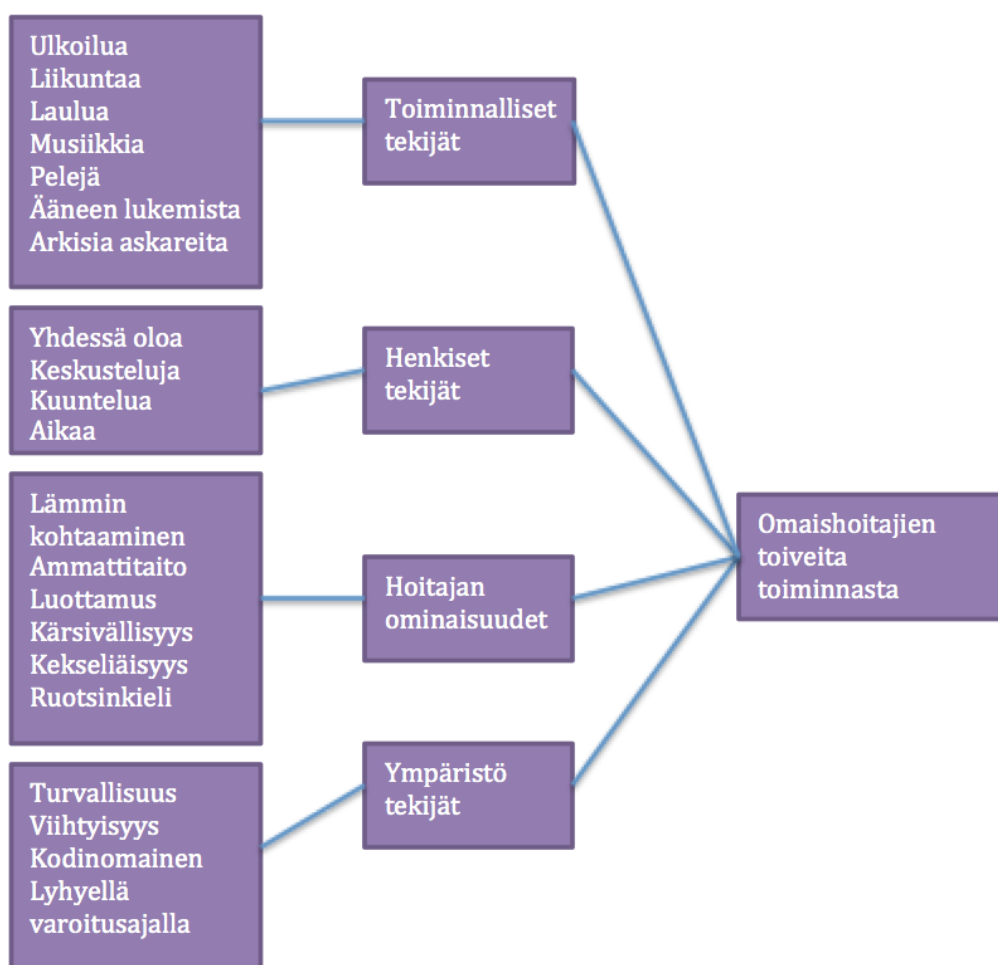 Ulkoilua
Liikuntaa
Laulua
Musiikkia
Pelejä
Ääneen lukemista
Arkisia askareita
Toiminnalliset
tekijät
Yhdessä oloa
Keskusteluja
Kuuntelua
Aikaa
Henkiset
tekijät
Lämmin
kohtaaminen
Ammattitaito
Luottamus
Kärsivällisyys
Kekseliäisyys
Ruotsinkieli
Hoitajan
ominaisuudet
Turvallisuus
Viihtyisyys
Kodinomainen
Lyhyellä
varoitusajalla
Ympäristö
tekijät
Omaishoitajien
toiveita
toiminnasta